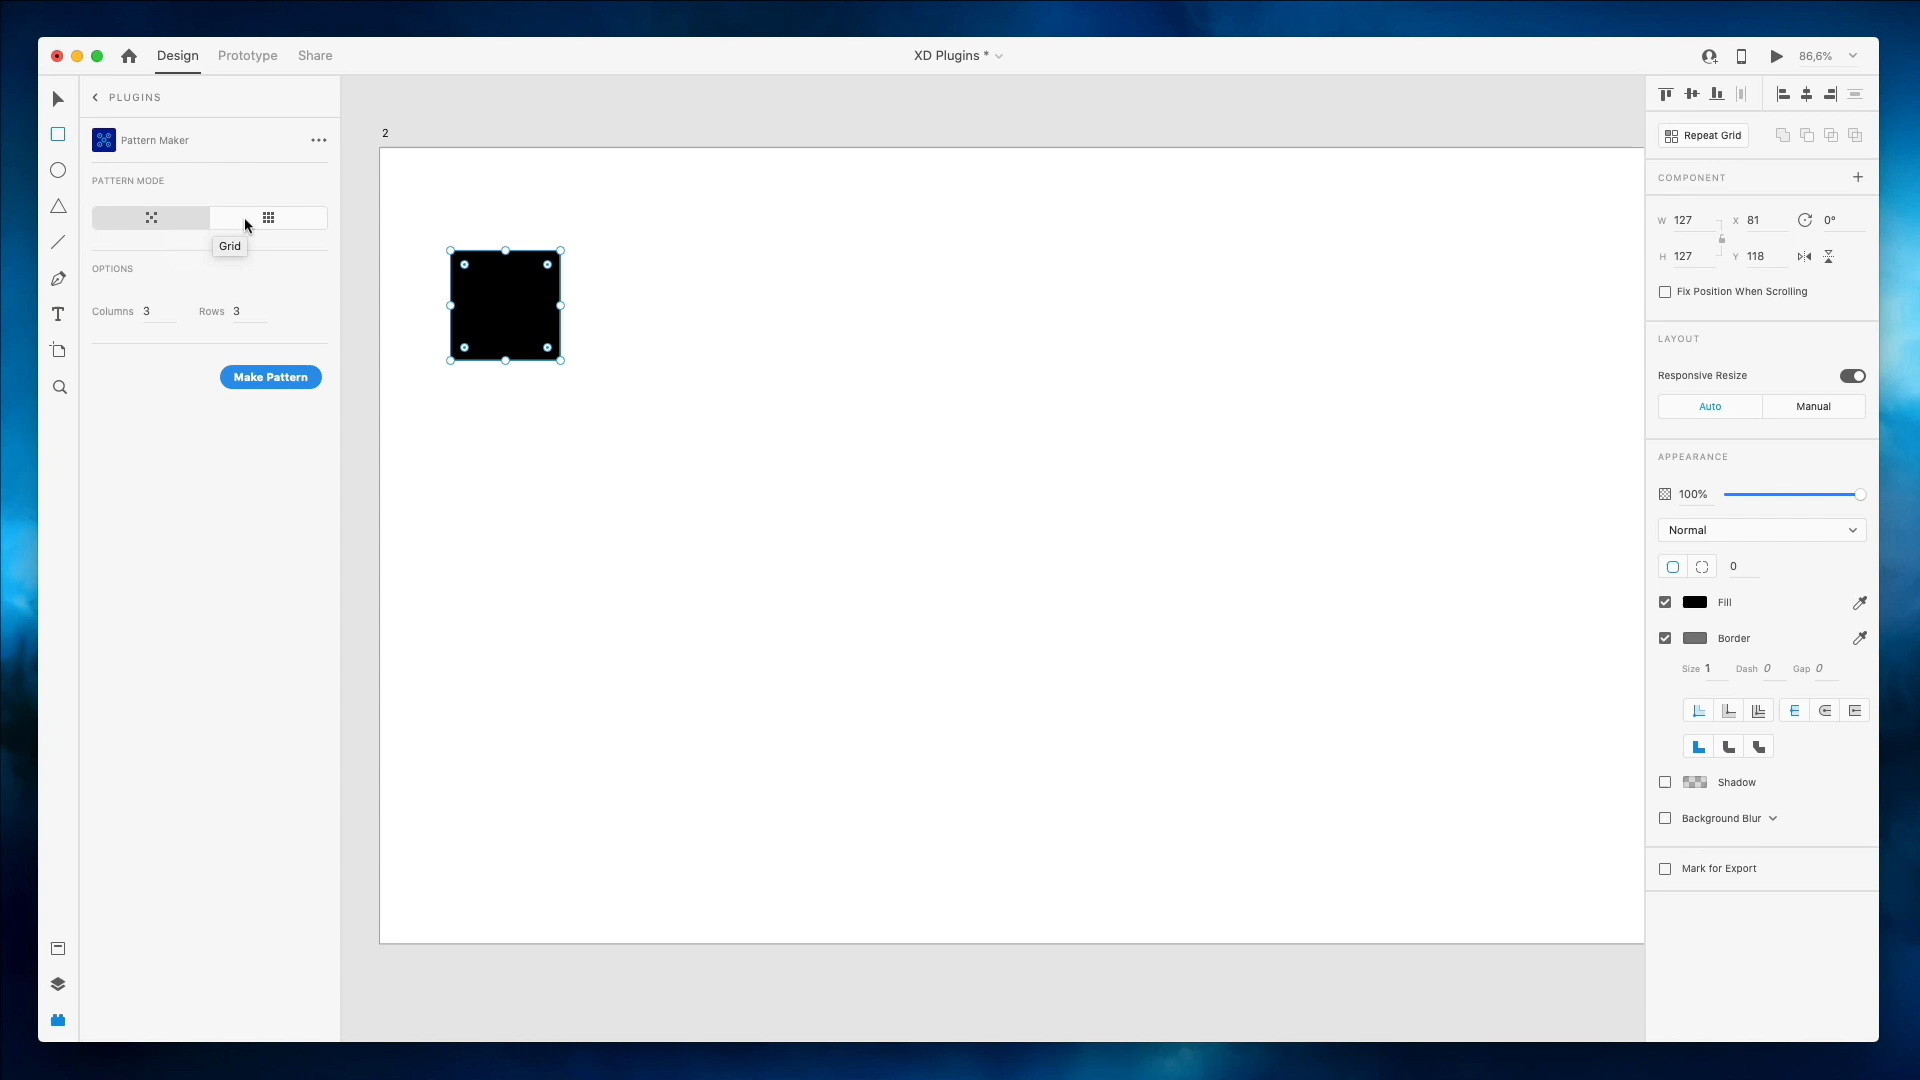 Design Prototype Share
XD Plugins *
86,6%
PLUGINS
Pattern Maker
PATTERN MODE
Grid
OPTIONS
Columns 3 Rows 3
Make Pattern
2
Repeat Grid
COMPONENT
W 127 X 81 0°
H 127 Y 118
Fix Position When Scrolling
LAYOUT
Responsive Resize
Auto Manual
APPEARANCE
100%
Normal
0
Fill
Border
Size 1 Dash 0 Gap 0
Shadow
Background Blur
Mark for Export